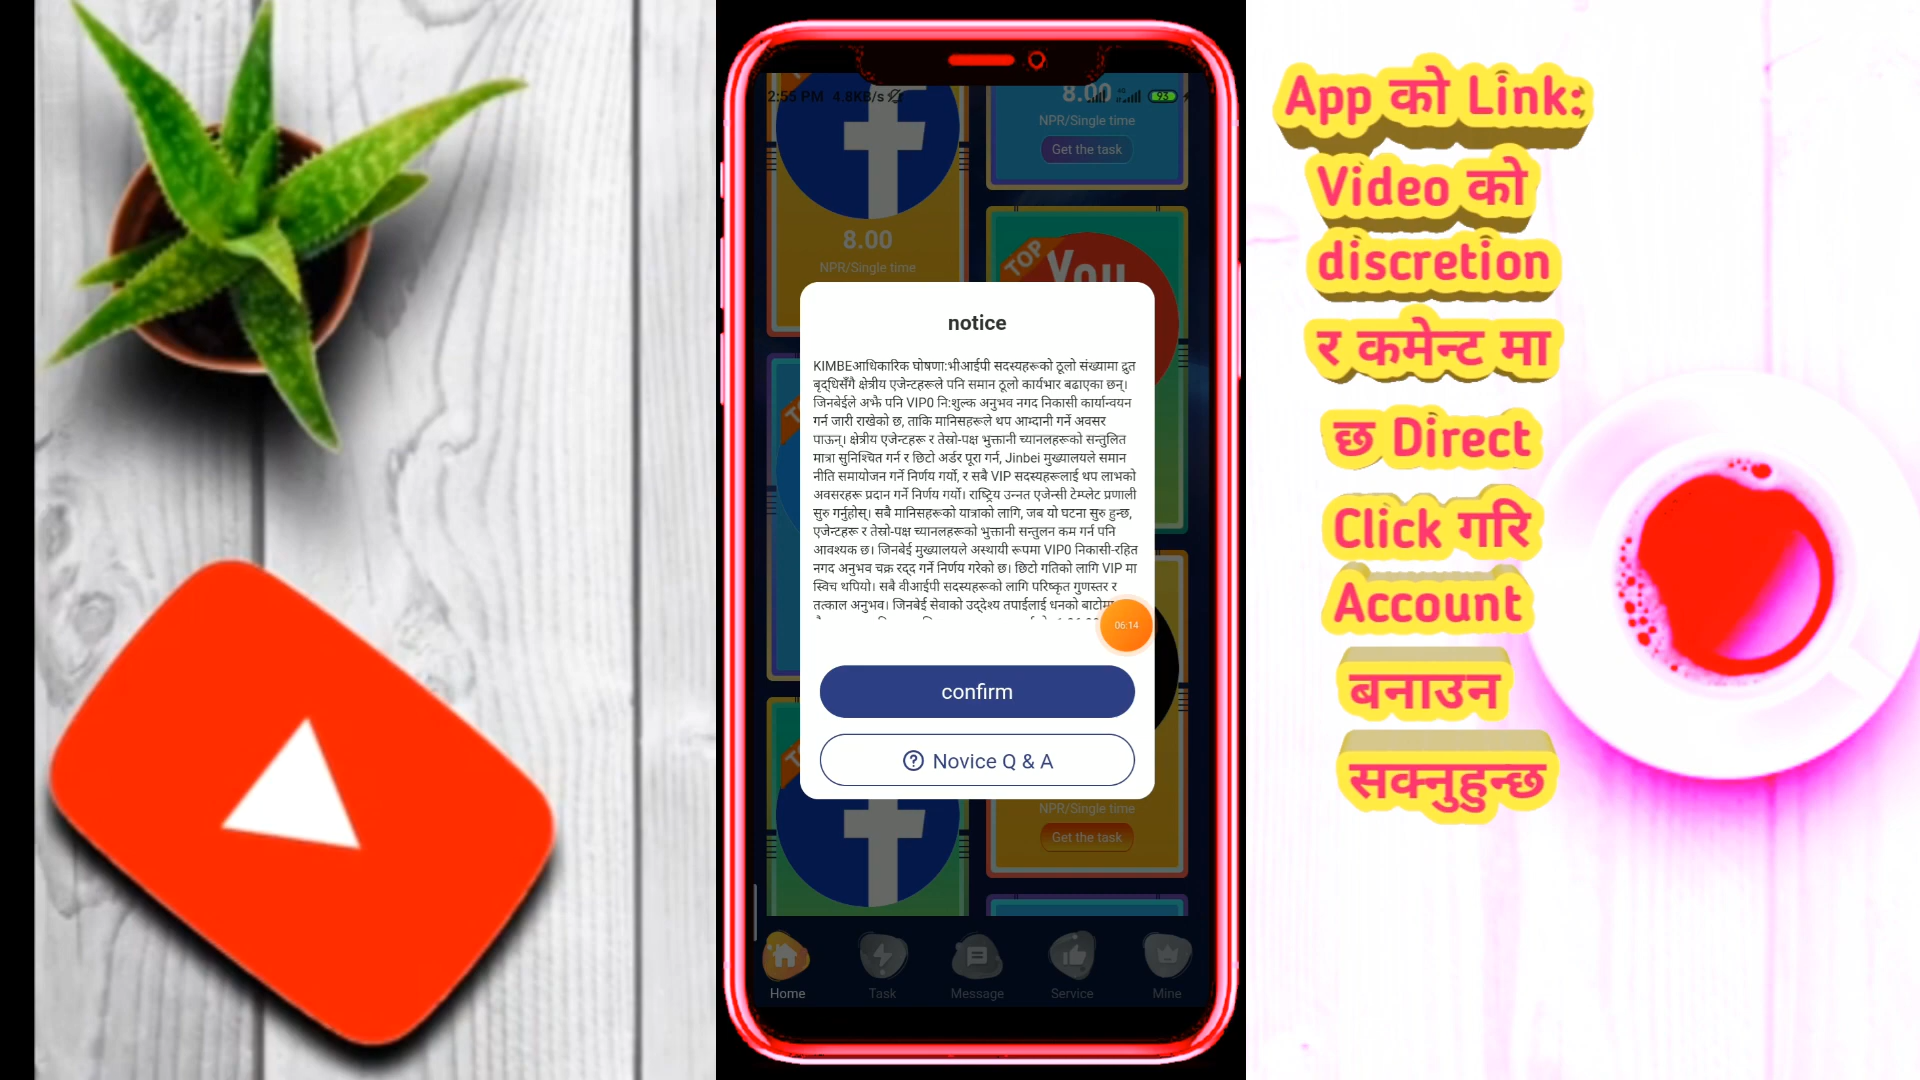 2:55 PM 4.8KB/s
93
8.00
NPR/Single time
Get the task
8.00
NPR/Single time
TOP
You
notice
KIMBEआधिकारिक घोषणा:भीआईपी सदस्यहरूको ठूलो संख्यामा द्रुत
बृद्धिसँगै क्षेत्रीय एजेन्टहरूले पनि समान ठूलो कार्यभार बढाएका छन्।
जिनबेईले अझै पनि VIP0 नि:शुल्क अनुभव नगद निकासी कार्यान्वयन
गर्न जारी राखेको छ, ताकि मानिसहरूले थप आम्दानी गर्ने अवसर
पाऊन्। क्षेत्रीय एजेन्टहरू र तेस्रो-पक्ष भुक्तानी च्यानलहरूको सन्तुलित
मात्रा सुनिश्चित गर्न र छिटो अर्डर पूरा गर्न, Jinbei मुख्यालयले समान
नीति समायोजन गर्ने निर्णय गर्यो, र सबै VIP सदस्यहरूलाई थप लाभको
अवसरहरू प्रदान गर्ने निर्णय गर्यो। राष्ट्रिय उन्नत एजेन्सी टेम्प्लेट प्रणाली
सुरु गर्नुहोस्। सबै मानिसहरूको यात्राको लागि, जब यो घटना सुरु हुन्छ,
एजेन्टहरू र तेस्रो-पक्ष च्यानलहरूको भुक्तानी सन्तुलन कम गर्न पनि
आवश्यक छ। जिनबेई मुख्यालयले अस्थायी रूपमा VIP0 निकासी-रहित
नगद अनुभव चक्र रद्द गर्ने निर्णय गरेको छ। छिटो गतिको लागि VIP मा
स्विच थपियो। सबै वीआईपी सदस्यहरूको लागि परिष्कृत गुणस्तर र
तत्काल अनुभव। जिनबेई सेवाको उद्देश्य तपाईलाई धनको
06:14
confirm
Novice Q & A
NPR/Single time
Get the task
Home
Task
Message
Service
Mine
App को Link:
Video को
discretion
र कमेन्ट मा
छ Direct
Click गरि
Account
बनाउन
सक्नुहुन्छ